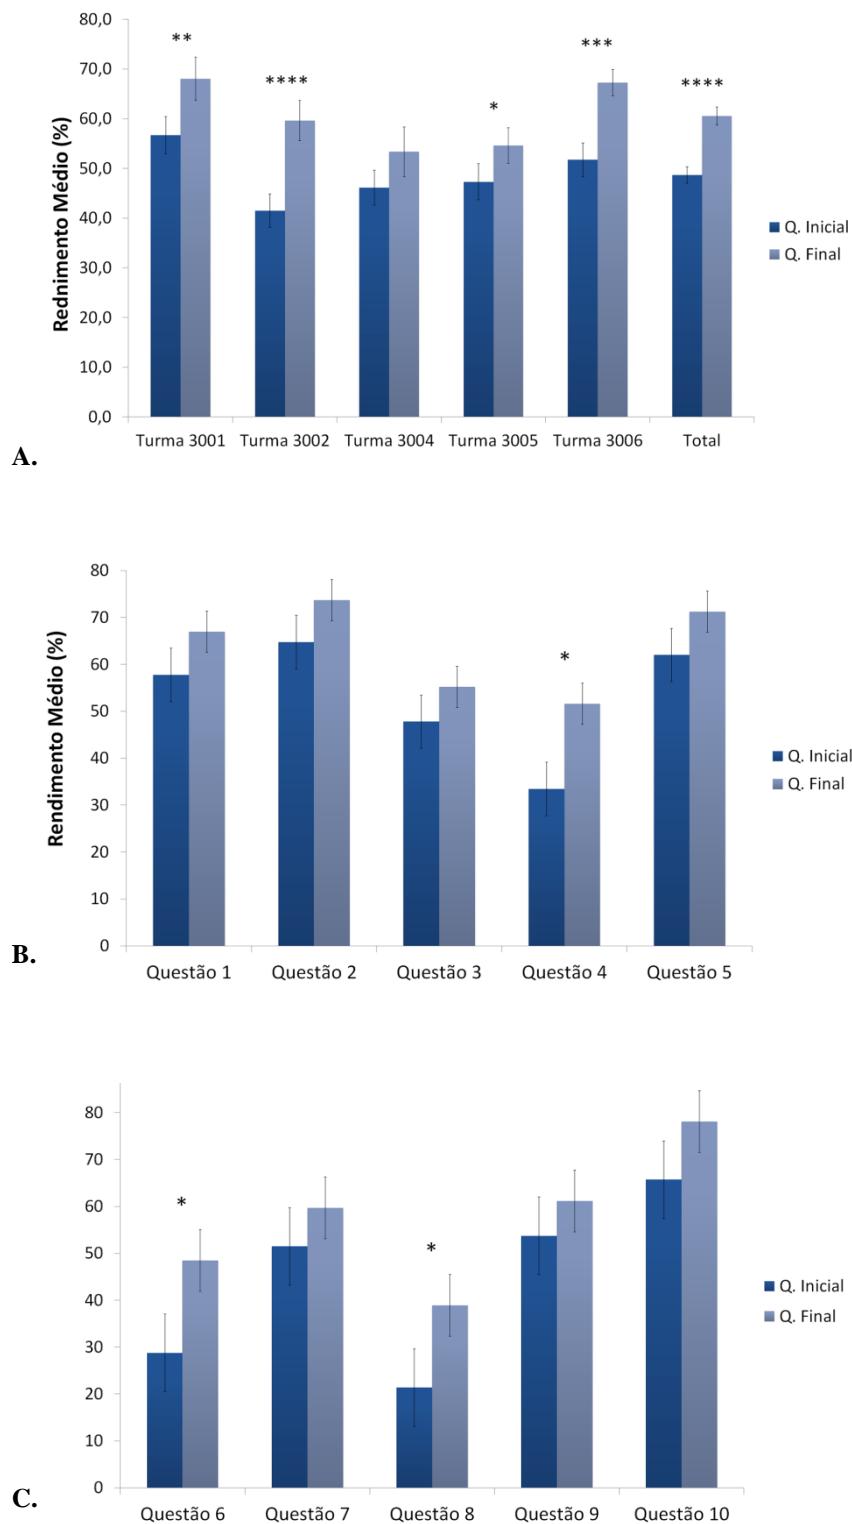 80,0
70,0
60,0
50,0
40,0
30,0
20,0
10,0
0,0
Rednimento Médio (%)
** **** * *** ****
Turma 3001 Turma 3002 Turma 3004 Turma 3005 Turma 3006 Total
Q. Inicial
Q. Final
A.
80
70
60
50
40
30
20
10
0
Rendimento Médio (%)
*
Questão 1 Questão 2 Questão 3 Questão 4 Questão 5
Q. Inicial
Q. Final
B.
80
70
60
50
40
30
20
10
0
* *
Questão 6 Questão 7 Questão 8 Questão 9 Questão 10
Q. Inicial
Q. Final
C.